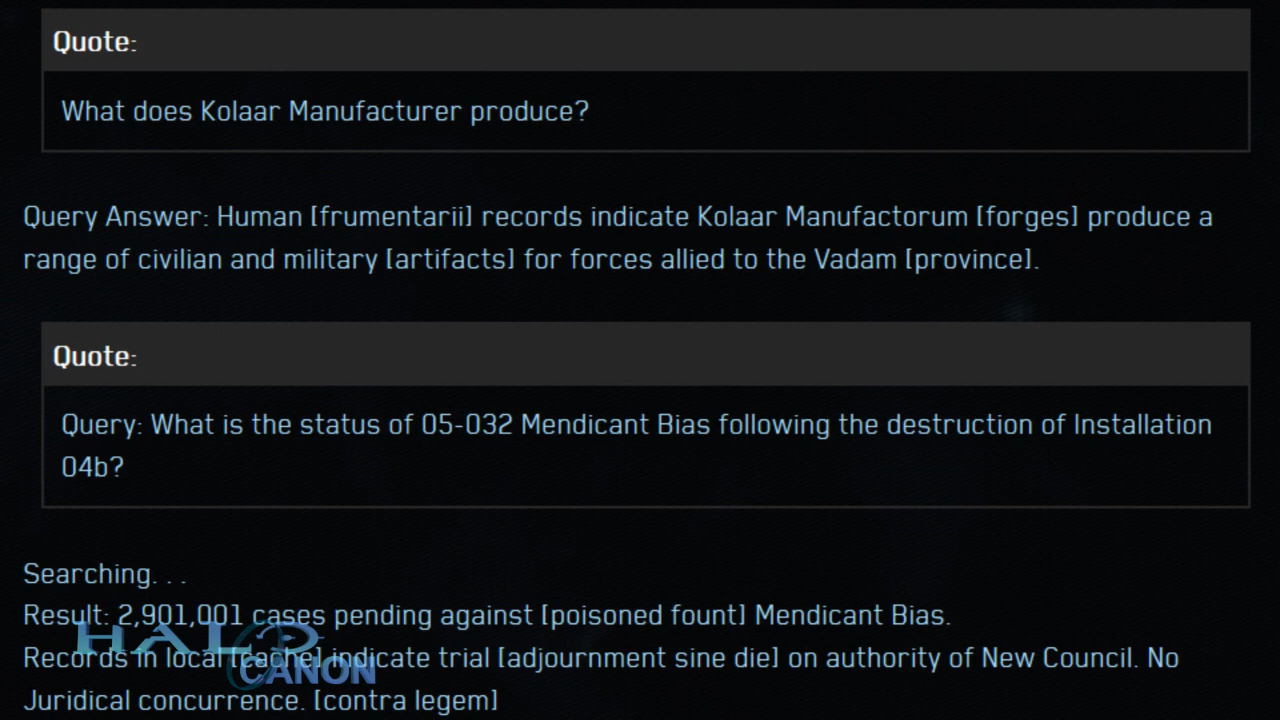 Quote:
What does Kolaar Manufacturer produce?
Query Answer: Human [frumentarii] records indicate Kolaar Manufactorum [forges] produce a
range of civilian and military [artifacts] for forces allied to the Vadam [province].
Quote:
Query: What is the status of 05-032 Mendicant Bias following the destruction of Installation
04b?
Searching. . .
Result: 2,901,001 cases pending against [poisoned fount] Mendicant Bias.
Records in local [cache] indicate trial [adjournment sine die] on authority of New Council. No
Juridical concurrence. [contra legem]
HALO
CANON